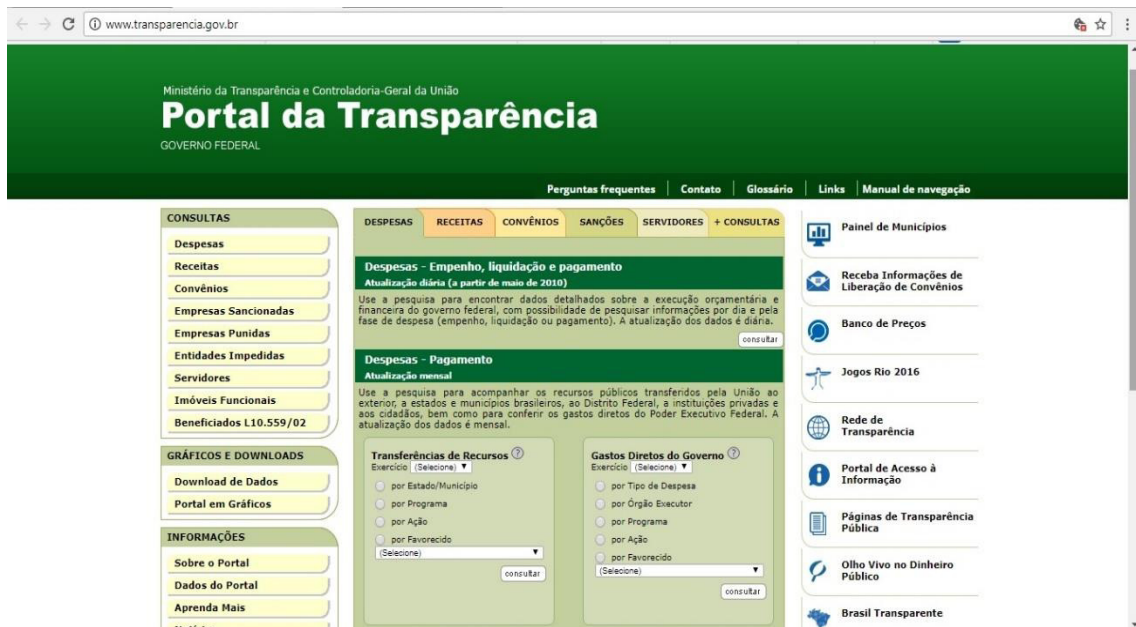 www.transparencia.gov.br
Ministério da Transparência e Controladoria-Geral da União
Portal da Transparência
GOVERNO FEDERAL
Perguntas frequentes
Contato
Glossário
Links
Manual de navegação
CONSULTAS
Despesas
Receitas
Convênios
Empresas Sancionadas
Empresas Punidas
Entidades Impedidas
Servidores
Imóveis Funcionais
Beneficiados L10.559/02
GRÁFICOS E DOWNLOADS
Download de Dados
Portal em Gráficos
INFORMAÇÕES
Sobre o Portal
Dados do Portal
Aprenda Mais
DESPESAS
RECEITAS
CONVÊNIOS
SANÇÕES
SERVIDORES
+ CONSULTAS
Despesas - Empenho, liquidação e pagamento
Atualização diária (a partir de maio de 2010)
Use a pesquisa para encontrar dados detalhados sobre a execução orçamentária e
financeira do governo federal, com possibilidade de pesquisar informações por dia e pela
fase de despesa (empenho, liquidação ou pagamento). A atualização dos dados é diária.
consultar
Despesas - Pagamento
Atualização mensal
Use a pesquisa para acompanhar os recursos públicos transferidos pela União ao
exterior, a estados e municípios brasileiros, ao Distrito Federal, a instituições privadas e
aos cidadãos, bem como para conferir os gastos diretos do Poder Executivo Federal. A
atualização dos dados é mensal.
Transferências de Recursos ?
Exercício (Selecione)
por Estado/Município
por Programa
por Ação
por Favorecido
(Selecione)
consultar
Gastos Diretos do Governo ?
Exercício (Selecione)
por Tipo de Despesa
por Órgão Executor
por Programa
por Ação
por Favorecido
(Selecione)
consultar
Painel de Municípios
Receba Informações de
Liberação de Convênios
Banco de Preços
Jogos Rio 2016
Rede de
Transparência
Portal de Acesso à
Informação
Páginas de Transparência
Pública
Olho Vivo no Dinheiro
Público
Brasil Transparente